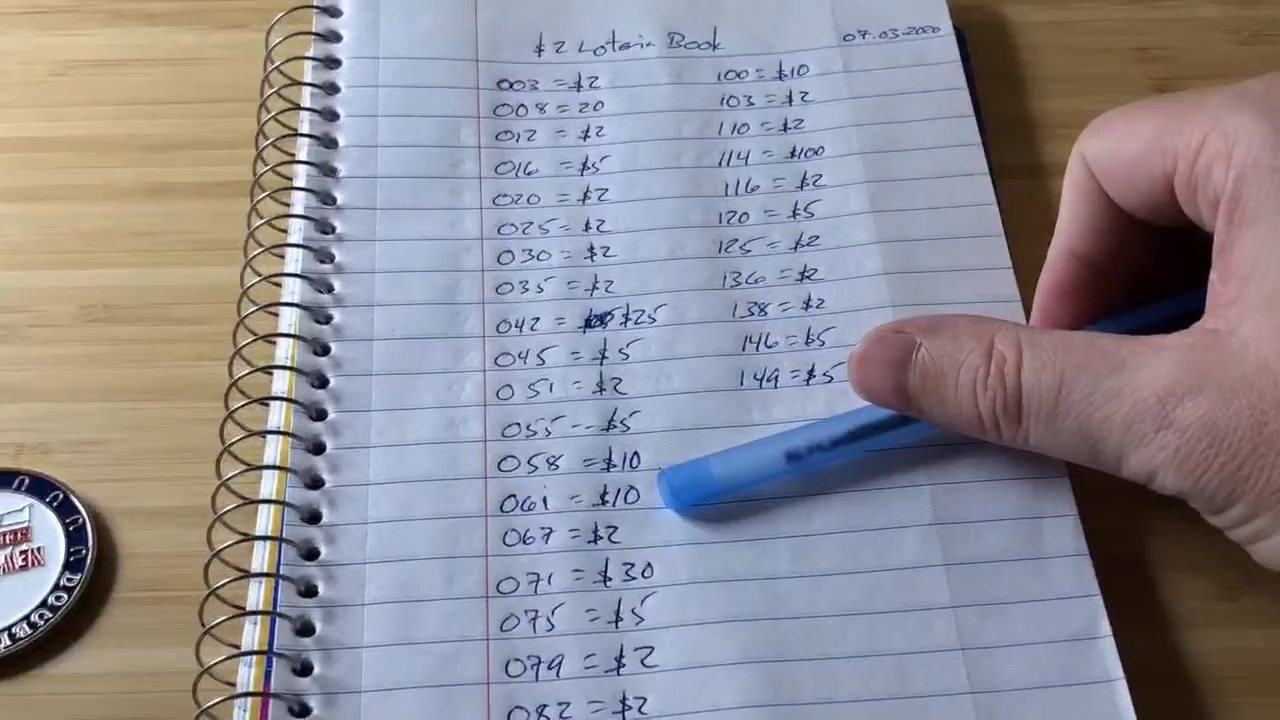 $2 Loteria Book
07.03.2020
003 = $2
008 = 20
012 = $2
016 = $5
020 = $2
025 = $2
030 = $2
035 = $2
042 = $25
045 = $5
051 = $2
055 -- $5
058 = $10
061 = $10
067 = $2
071 = $30
075 = $5
079 = $2
082 = $2
100 = $10
103 = $2
110 = $2
114 = $100
116 = $2
120 = $5
125 = $2
136 = $2
138 = $2
146 = $5
149 = $5